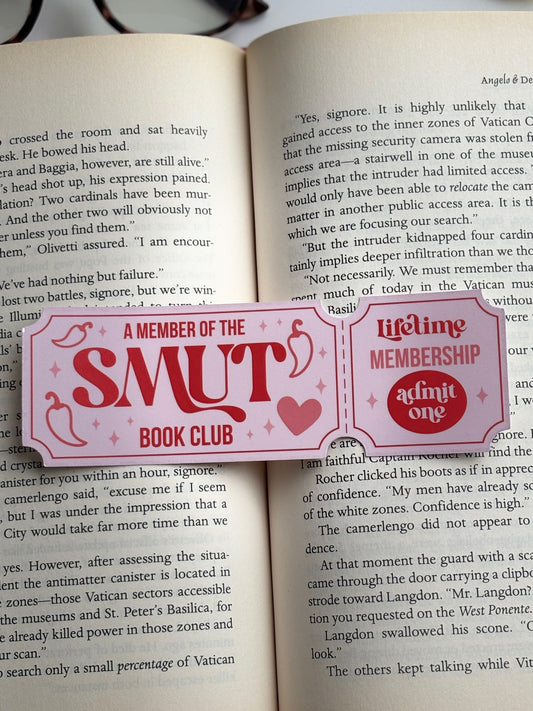 crossed the room and sat heavily
esk. He bowed his head.
era and Baggia, however, are still alive.”
’s head shot up, his expression pained.
lation? Two cardinals have been mur-
. And the other two will obviously not
er unless you find them.”
hem,” Olivetti assured. “I am encour-
We’ve had nothing but failure.”
lost two battles, signore, but we’re win-
A MEMBER OF THE
SMUT
BOOK CLUB
Lifetime
MEMBERSHIP
admit
one
canister for you within an hour, signore.”
camerlengo said, “excuse me if I seem
, but I was under the impression that a
City would take far more time than we
yes. However, after assessing the situa-
ent the antimatter canister is located in
e zones—those Vatican sectors accessible
the museums and St. Peter’s Basilica, for
e already killed power in those zones and
ur scan.”
o search only a small percentage of Vatican
Angels & De
“Yes, signore. It is highly unlikely that
gained access to the inner zones of Vatican C
that the missing security camera was stolen fr
access area—a stairwell in one of the muse
implies that the intruder had limited access.
would only have been able to relocate the cam
matter in another public access area. It is th
which we are focusing our search.”
“But the intruder kidnapped four cardin
tainly implies deeper infiltration than we tho
“Not necessarily. We must remember tha
spent much of today in the Vatican mus
Basil
without
were
our v
I am faithful Captain Rocher will find the
Rocher clicked his boots as if in apprec
of confidence. “My men have already sc
of the white zones. Confidence is high.”
The camerlengo did not appear to
dence.
At that moment the guard with a sca
came through the door carrying a clipbo
strode toward Langdon. “Mr. Langdon?
tion you requested on the West Ponente.
Langdon swallowed his scone. “C
look.”
The others kept talking while Vit